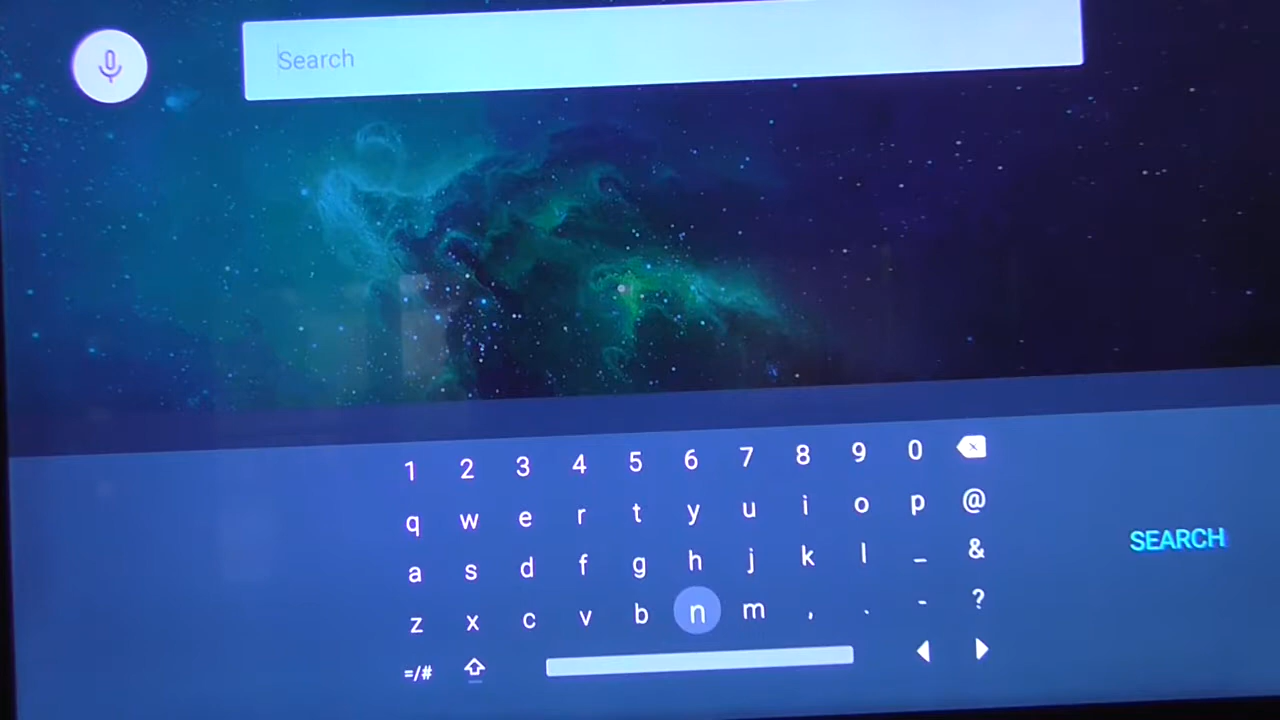 Search
1 2 3 4 5 6 7 8 9 0
q w e r t y u i o p @
a s d f g h j k l _ &
SEARCH
z x c v b n m , . - ?
=/#